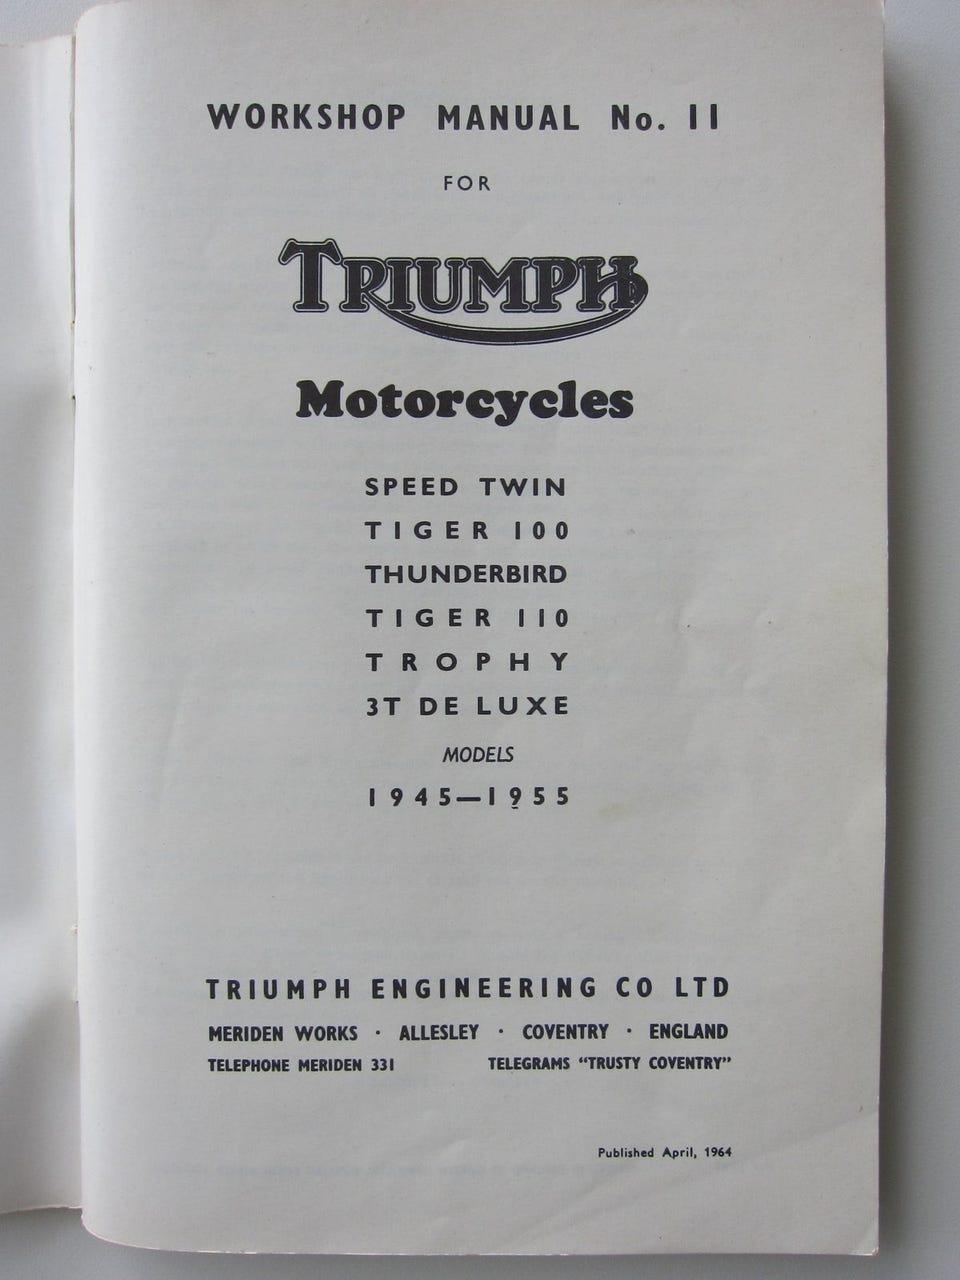 WORKSHOP MANUAL No. 11
FOR
TRIUMPH
Motorcycles
SPEED TWIN
TIGER 100
THUNDERBIRD
TIGER 110
TROPHY
3T DE LUXE
MODELS
1945—1955
TRIUMPH ENGINEERING CO LTD
MERIDEN WORKS · ALLESLEY · COVENTRY · ENGLAND
TELEPHONE MERIDEN 331 TELEGRAMS “TRUSTY COVENTRY”
Published April, 1964